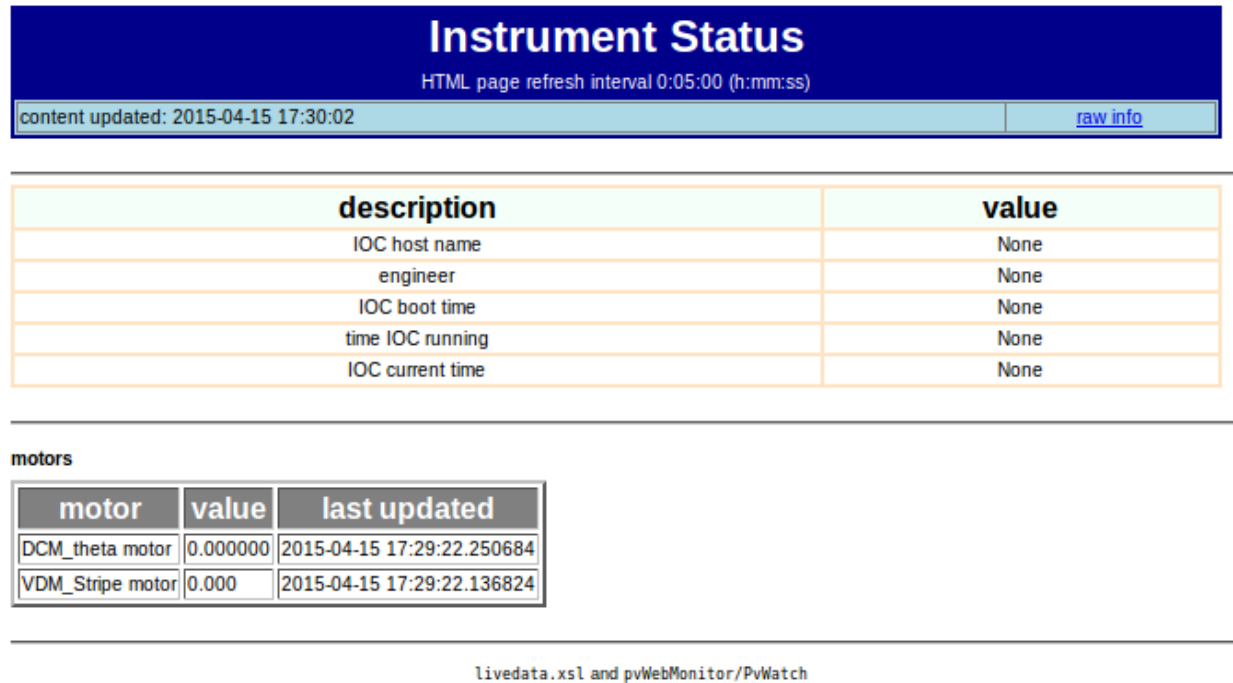 Instrument Status
HTML page refresh interval 0:05:00 (h:mm:ss)
content updated: 2015-04-15 17:30:02 raw info
description value
IOC host name None
engineer None
IOC boot time None
time IOC running None
IOC current time None
motors
motor value last updated
DCM_theta motor 0.000000 2015-04-15 17:29:22.250684
VDM_Stripe motor 0.000 2015-04-15 17:29:22.136824
livedata.xsl and pvWebMonitor/PvWatch